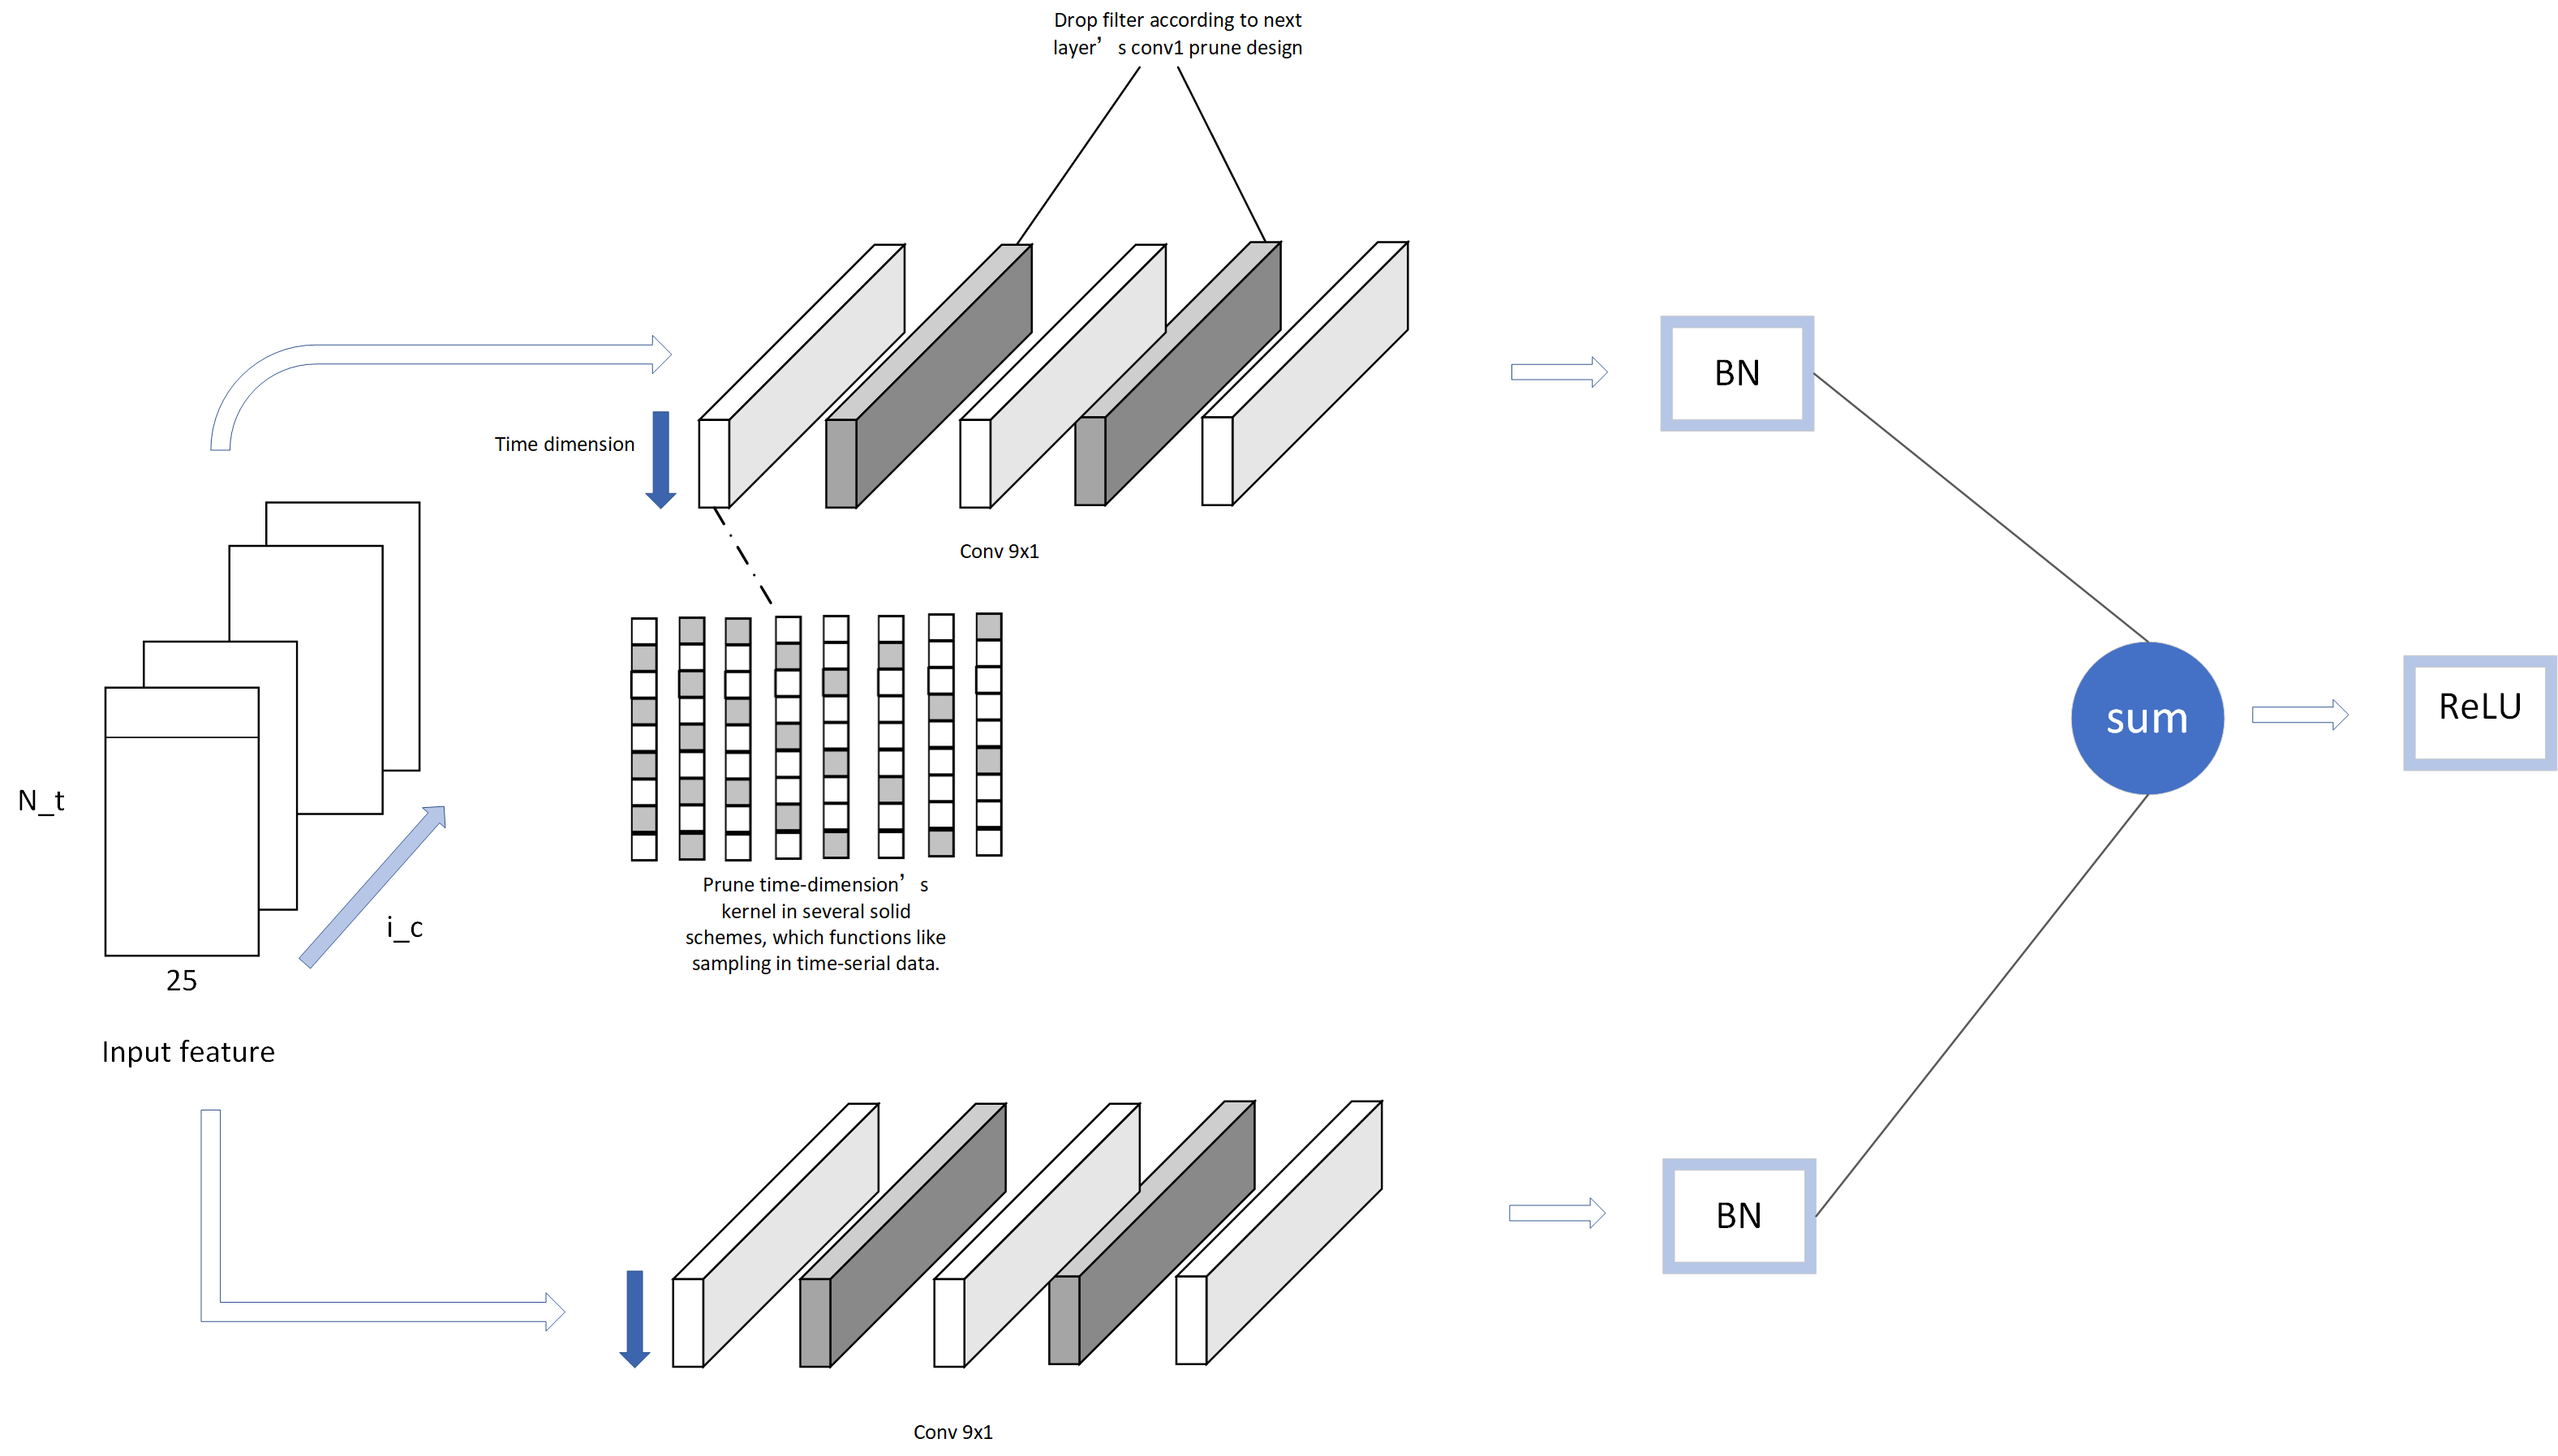 Drop filter according to next
layer’s conv1 prune design
BN
Time dimension
Conv 9x1
sum
ReLU
N_t
i_c
25
Prune time-dimension’s
kernel in several solid
schemes, which functions like
sampling in time-serial data.
Input feature
BN
Conv 9x1